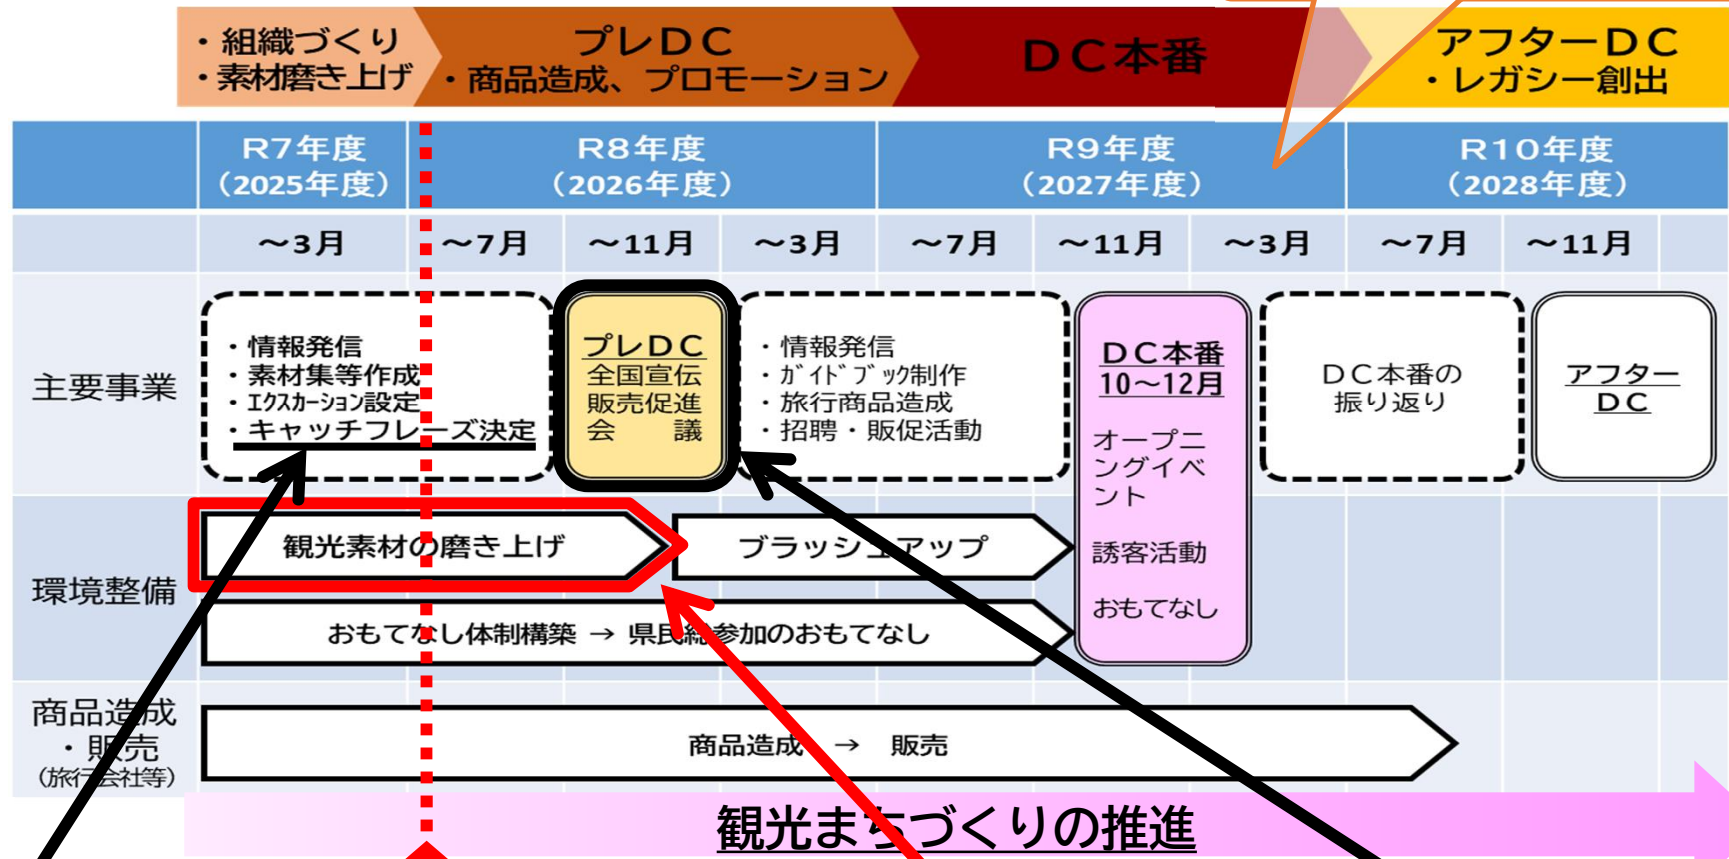 ・組織づくり
・素材磨き上げ
プレDC
・商品造成、プロモーション
DC本番
アフターDC
・レガシー創出
R7年度
（2025年度）
R8年度
（2026年度）
R9年度
（2027年度）
R10年度
（2028年度）
～3月
～7月
～11月
～3月
～7月
～11月
～3月
～7月
～11月
主要事業
・情報発信
・素材集等作成
・ｴｸｽｶｰｼｮﾝ設定
・キャッチフレーズ決定
プレDC
全国宣伝
販売促進
会　議
・情報発信
・ｶﾞｲﾄﾞﾌﾞｯｸ制作
・旅行商品造成
・招聘・販促活動
DC本番
10～12月
オープニ
ングイベ
ント
誘客活動
おもてなし
DC本番の
振り返り
アフター
DC
環境整備
観光素材の磨き上げ
ブラッシュアップ
おもてなし体制構築 → 県民総参加のおもてなし
商品造成
・販売
（旅行会社等）
商品造成　→　販売
観光まちづくりの推進